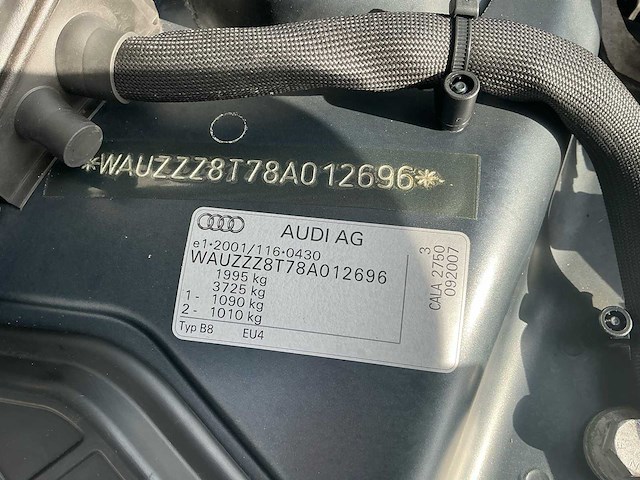 *WAUZZZ8T78A012696*
AUDI AG
e1*2001/116*0430
WAUZZZ8T78A012696
1995 kg
3725 kg
1- 1090 kg
2- 1010 kg
Typ B8 EU4
3
CALA 2750
092007